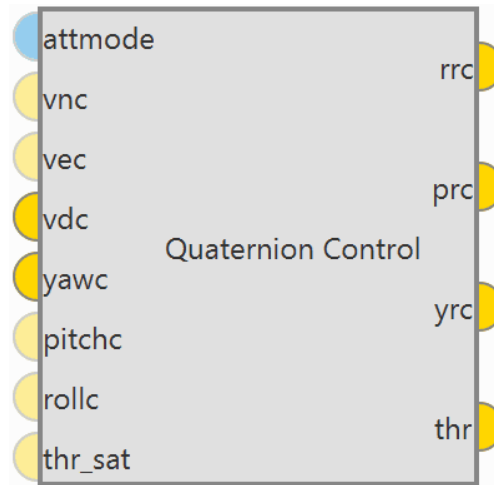 attmode
vnc
vec
vdc
yawc
pitchc
rollc
thr_sat
Quaternion Control
rrc
prc
yrc
thr